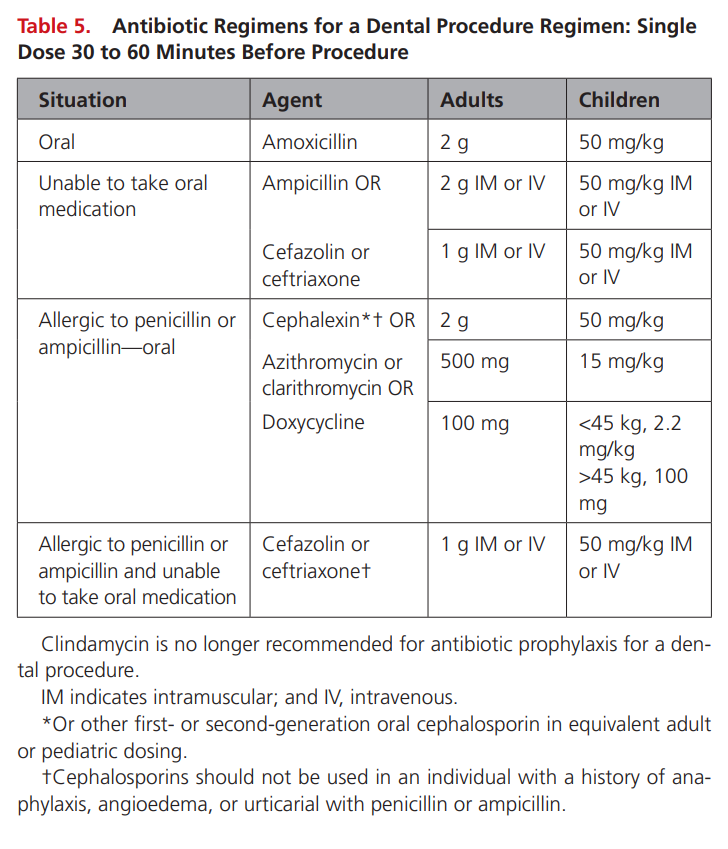 Table 5. Antibiotic Regimens for a Dental Procedure Regimen: Single
Dose 30 to 60 Minutes Before Procedure
Situation Agent Adults Children
Oral Amoxicillin 2 g 50 mg/kg
Unable to take oral Ampicillin OR 2 g IM or IV 50 mg/kg IM
medication or IV
Cefazolin or 1 g IM or IV 50 mg/kg IM
ceftriaxone or IV
Allergic to penicillin or Cephalexin*† OR 2 g 50 mg/kg
ampicillin—oral
Azithromycin or 500 mg 15 mg/kg
clarithromycin OR
Doxycycline 100 mg <45 kg, 2.2
mg/kg
>45 kg, 100
mg
Allergic to penicillin or Cefazolin or 1 g IM or IV 50 mg/kg IM
ampicillin and unable ceftriaxone† or IV
to take oral medication
Clindamycin is no longer recommended for antibiotic prophylaxis for a den-
tal procedure.
IM indicates intramuscular; and IV, intravenous.
*Or other first- or second-generation oral cephalosporin in equivalent adult
or pediatric dosing.
†Cephalosporins should not be used in an individual with a history of ana-
phylaxis, angioedema, or urticarial with penicillin or ampicillin.